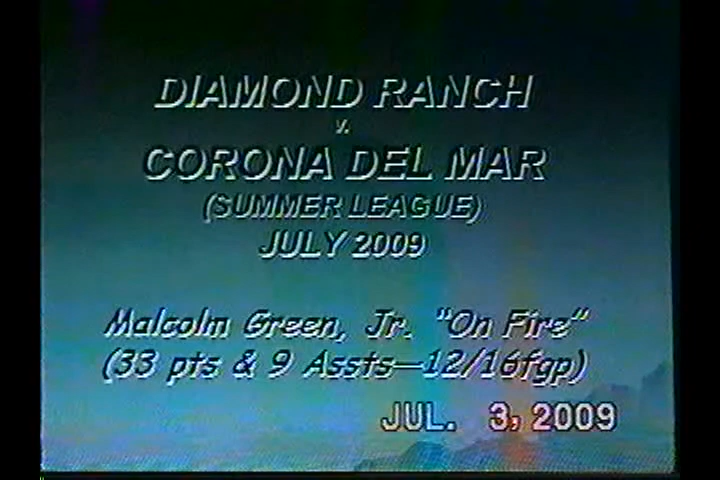 DIAMOND RANCH
v.
CORONA DEL MAR
(SUMMER LEAGUE)
JULY 2009
Malcolm Green, Jr. "On Fire"
(33 pts & 9 Assts—12/16fgp)
JUL. 3, 2009